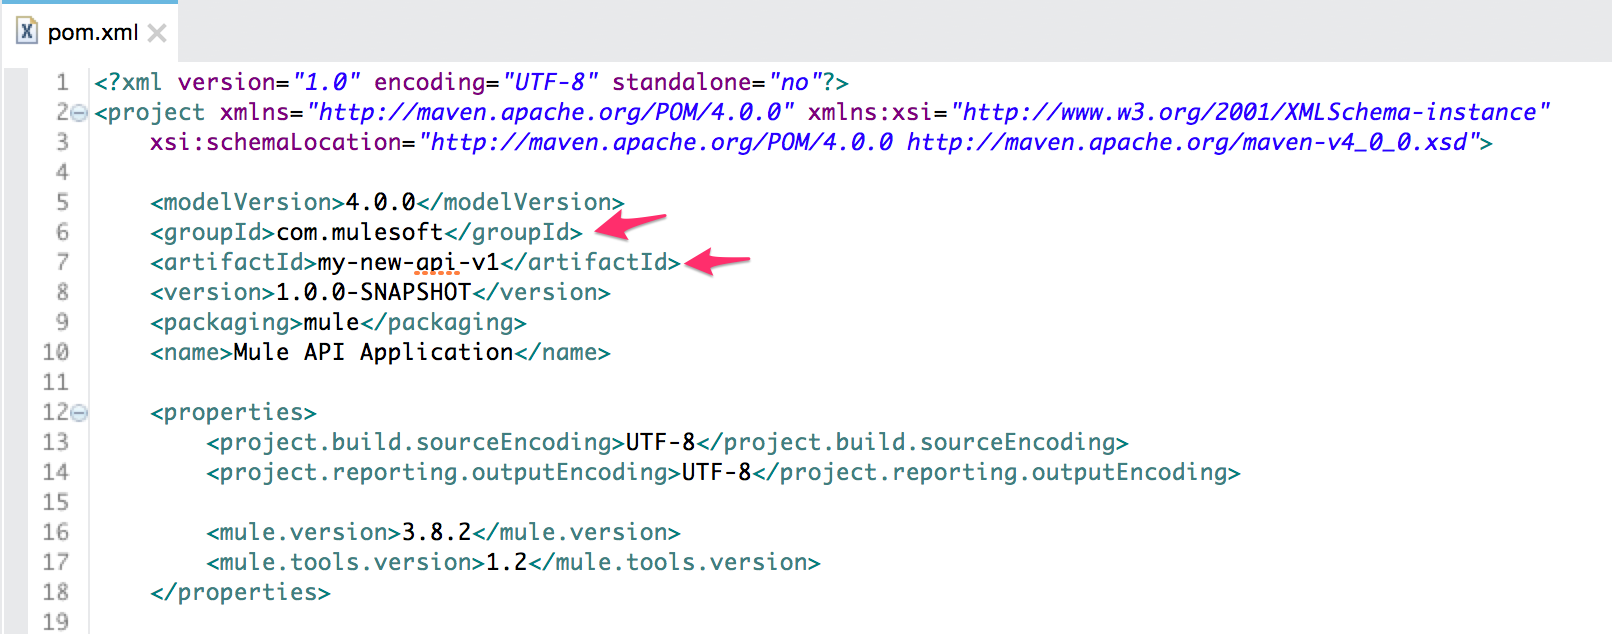 pom.xml
1 <?xml version="1.0" encoding="UTF-8" standalone="no"?>
2 <project xmlns="http://maven.apache.org/POM/4.0.0" xmlns:xsi="http://www.w3.org/2001/XMLSchema-instance"
3     xsi:schemaLocation="http://maven.apache.org/POM/4.0.0 http://maven.apache.org/maven-v4_0_0.xsd">
4
5     <modelVersion>4.0.0</modelVersion>
6     <groupId>com.mulesoft</groupId>
7     <artifactId>my-new-api-v1</artifactId>
8     <version>1.0.0-SNAPSHOT</version>
9     <packaging>mule</packaging>
10     <name>Mule API Application</name>
11
12     <properties>
13         <project.build.sourceEncoding>UTF-8</project.build.sourceEncoding>
14         <project.reporting.outputEncoding>UTF-8</project.reporting.outputEncoding>
15
16         <mule.version>3.8.2</mule.version>
17         <mule.tools.version>1.2</mule.tools.version>
18     </properties>
19